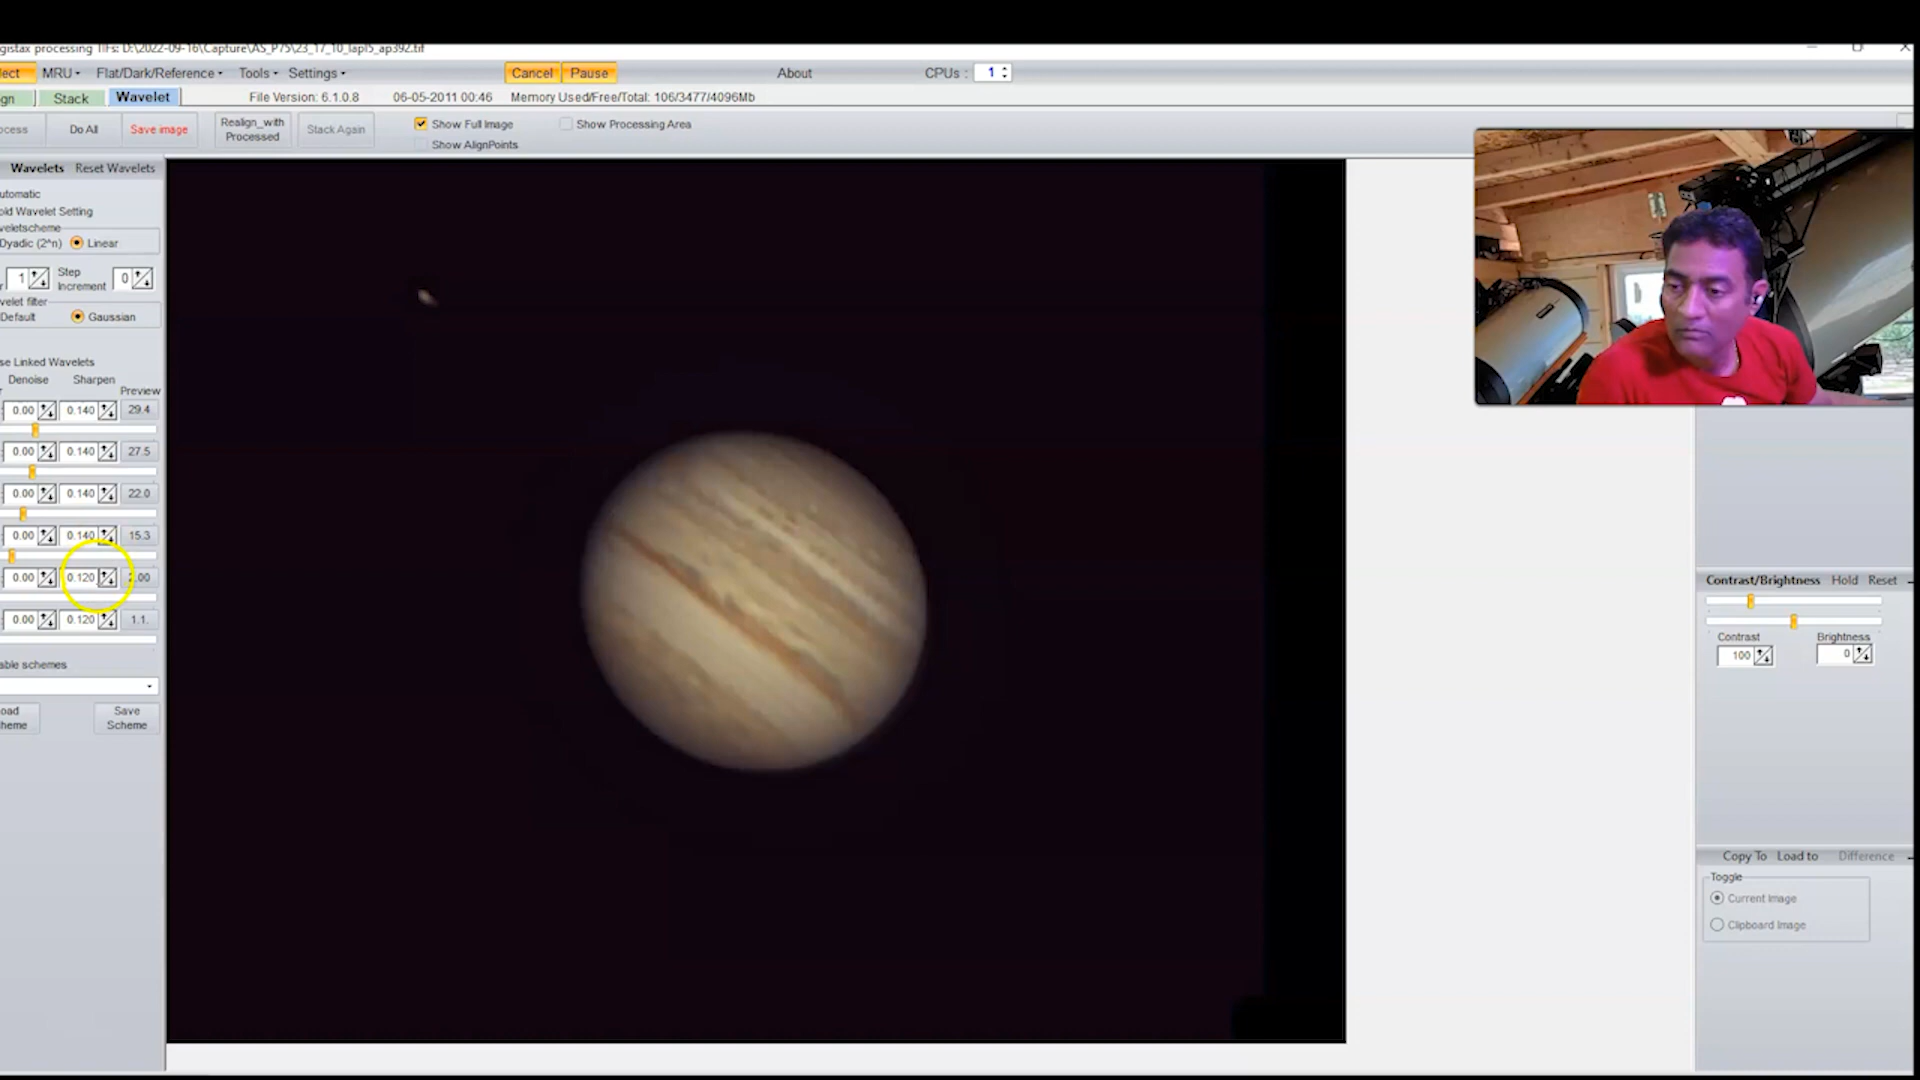 gistax processing TIFs: D:\2022-09-16\Capture\AS_P75\23_17_10_lapl5_ap392.tif
lect MRU Flat/Dark/Reference Tools Settings Cancel Pause About CPUs : 1
gn Stack Wavelet File Version: 6.1.0.8 06-05-2011 00:46 Memory Used/Free/Total: 106/3477/4096Mb
ocess Do All Save image Realign_with Processed Stack Again Show Full Image Show Processing Area
Show AlignPoints
Wavelets Reset Wavelets
utomatic
old Wavelet Setting
veletscheme
Dyadic (2^n) Linear
r 1 Step Increment 0
velet filter
Default Gaussian
se Linked Wavelets
Denoise Sharpen
Preview
0.00 0.140 29.4
0.00 0.140 27.5
0.00 0.140 22.0
0.00 0.140 15.3
0.00 0.120 2.00
0.00 0.120 1.1.
able schemes
oad heme Save Scheme
Contrast/Brightness Hold Reset
Contrast Brightness
100 0
Copy To Load to Difference
Toggle
Current Image
Clipboard Image